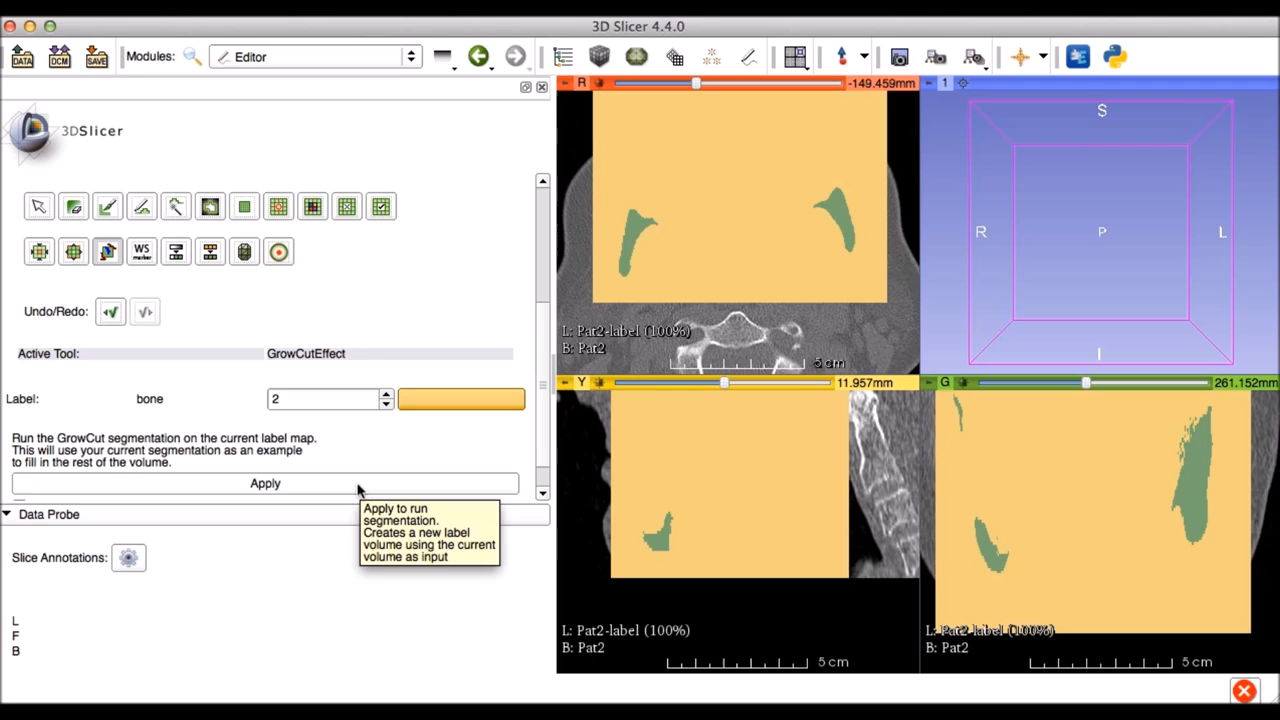 3D Slicer 4.4.0
DATA
DCM
SAVE
Modules:
Editor
3DSlicer
WS
marker
Undo/Redo:
Active Tool:
GrowCutEffect
Label:
bone
2
Run the GrowCut segmentation on the current label map.
This will use your current segmentation as an example
to fill in the rest of the volume.
Apply
Apply to run
segmentation.
Creates a new label
volume using the current
volume as input
Data Probe
Slice Annotations:
L
F
B
R
-149.459mm
L: Pat2-label (100%)
B: Pat2
5 cm
1
S
R
P
L
I
Y
11.957mm
L: Pat2-label (100%)
B: Pat2
5 cm
G
261.152mm
L: Pat2-label (100%)
B: Pat2
5 cm